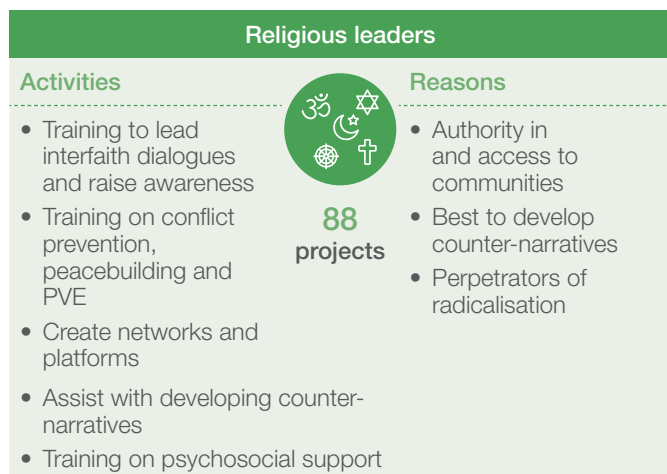 Religious leaders
Activities
• Training to lead
interfaith dialogues
and raise awareness
• Training on conflict
prevention,
peacebuilding and
PVE
• Create networks and
platforms
• Assist with developing counter-
narratives
• Training on psychosocial support
88
projects
Reasons
• Authority in
and access to
communities
• Best to develop
counter-narratives
• Perpetrators of
radicalisation